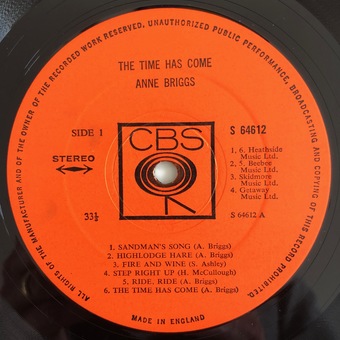 ALL RIGHTS OF THE MANUFACTURER AND OF THE OWNER OF THE RECORDED WORK RESERVED. UNAUTHORIZED PUBLIC PERFORMANCE, BROADCASTING AND COPYING OF THIS RECORD PROHIBITED.
THE TIME HAS COME
ANNE BRIGGS
SIDE 1
CBS
S 64612
STEREO
1. 6. Heathside
Music Ltd.
2. 5. Beebee
Music Ltd.
3. Skidmore
Music Ltd.
4. Getaway
Music Ltd.
33⅓
S 64612 A
1. SANDMAN'S SONG (A. Briggs)
2. HIGHLODGE HARE (A. Briggs)
3. FIRE AND WINE (S. Ashley)
4. STEP RIGHT UP (H. McCullough)
5. RIDE, RIDE (A. Briggs)
6. THE TIME HAS COME (A. Briggs)
MADE IN ENGLAND